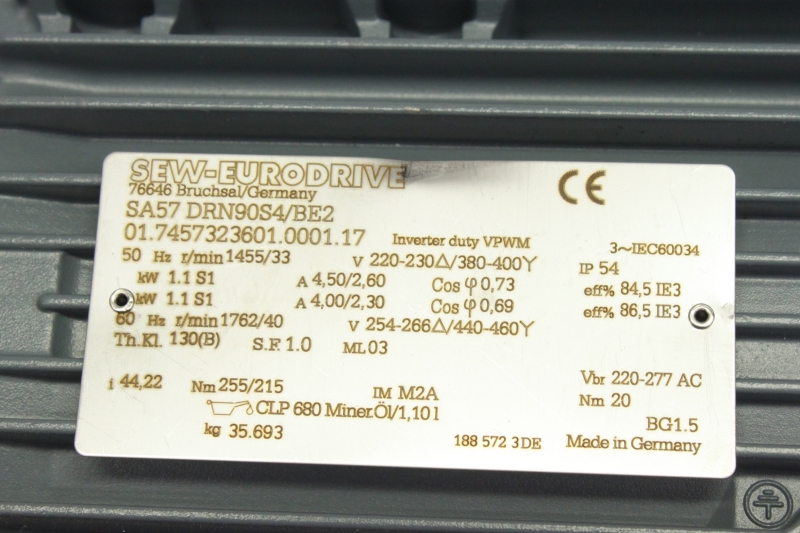 SEW-EURODRIVE
76646 Bruchsal/Germany
CE
SA57 DRN90S4/BE2
01.7457323601.0001.17 Inverter duty VPWM 3~IEC60034
50 Hz r/min 1455/33 V 220-230△/380-400Y IP 54
kW 1.1 S1 A 4,50/2,60 Cos φ 0,73 eff% 84,5 IE3
kW 1.1 S1 A 4,00/2,30 Cos φ 0,69 eff% 86,5 IE3
60 Hz r/min 1762/40 V 254-266△/440-460Y
Th.Kl. 130(B) S.F. 1.0 ML03
i 44,22 Nm 255/215 IM M2A Vbr 220-277 AC
CLP 680 Miner.Öl/1,10 l Nm 20
kg 35.693 BG1.5
188 572 3 DE Made in Germany